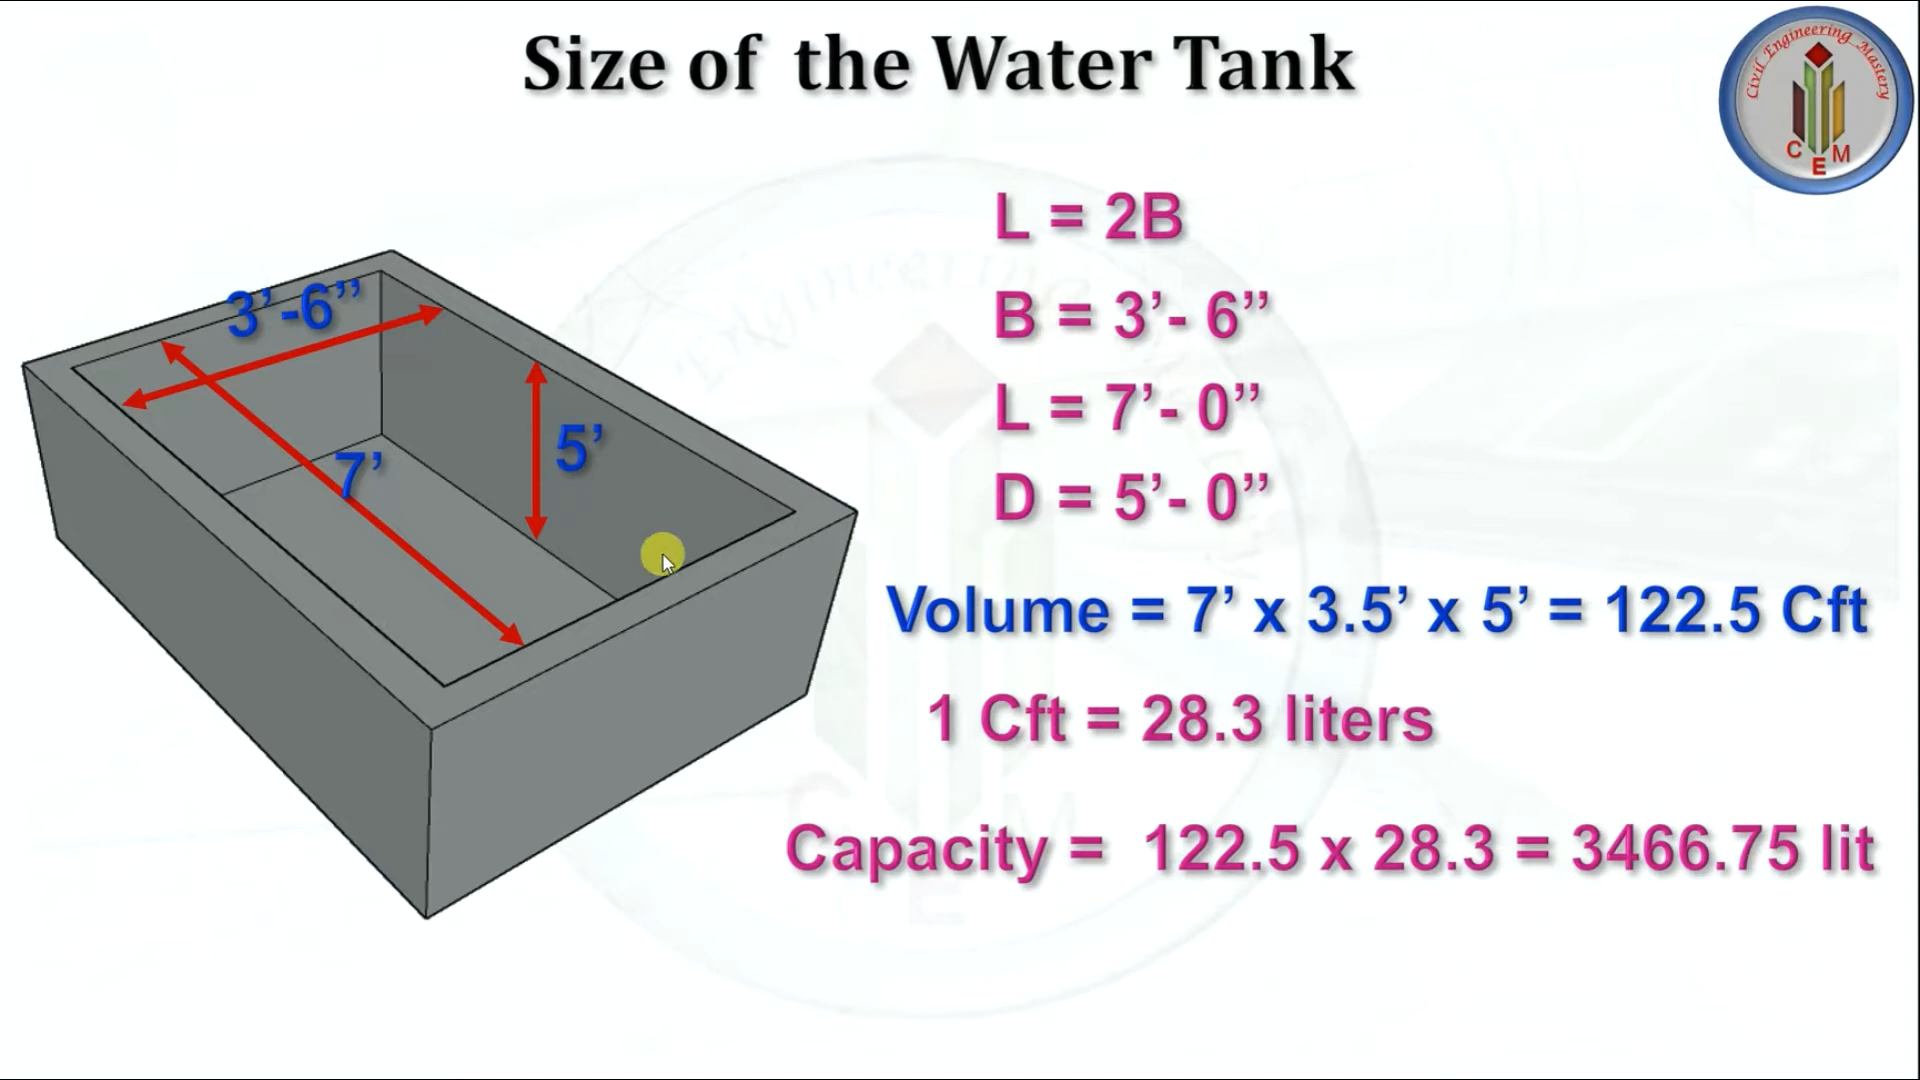 Size of the Water Tank
Civil Engineering Mastery
C E M
L = 2B
B = 3’- 6”
L = 7’- 0”
D = 5’- 0”
3’-6”
7’
5’
Volume = 7’ x 3.5’ x 5’ = 122.5 Cft
1 Cft = 28.3 liters
Capacity = 122.5 x 28.3 = 3466.75 lit